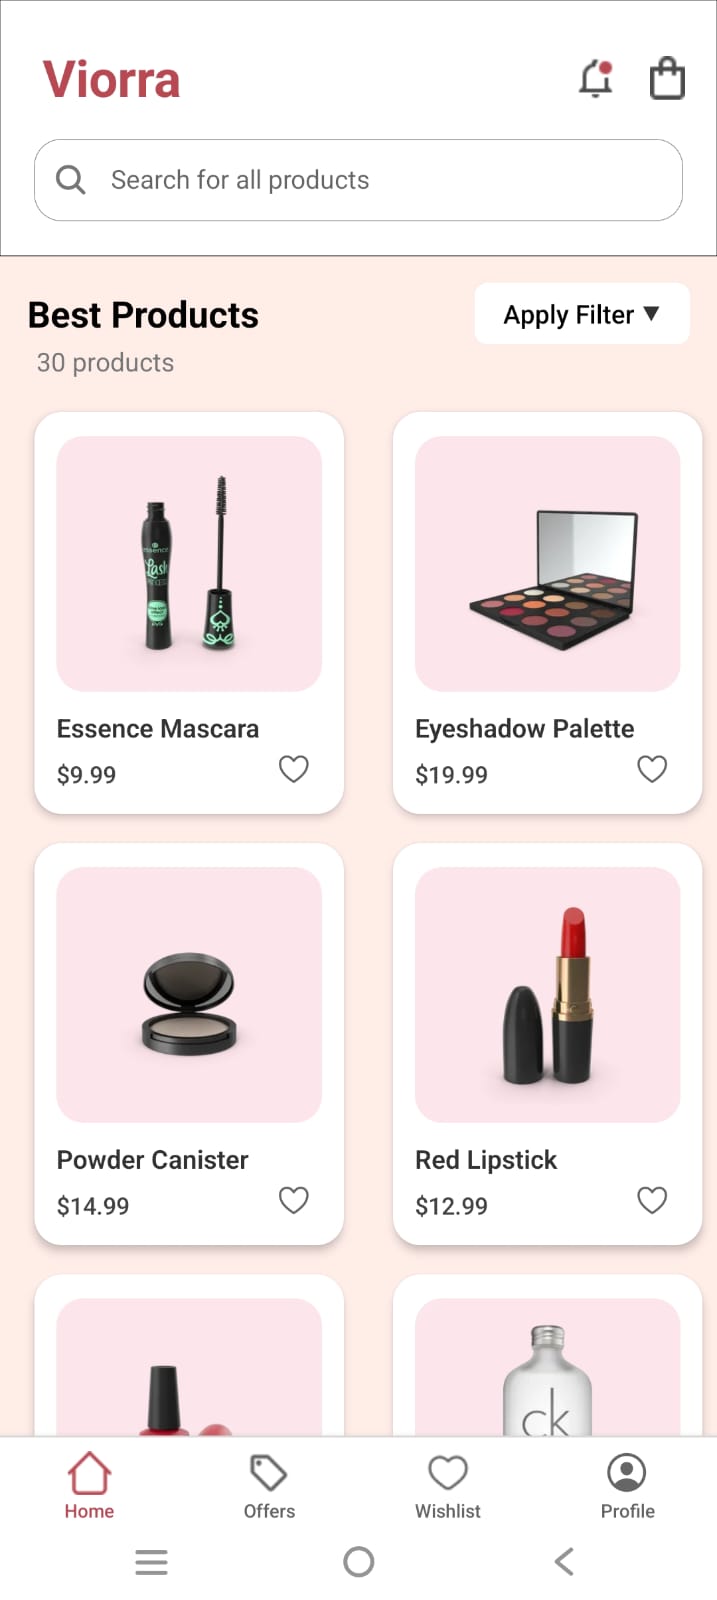 Viorra
Search for all products
Best Products
Apply Filter ▼
30 products
essence
Lash
Essence Mascara
$9.99
Eyeshadow Palette
$19.99
Powder Canister
$14.99
Red Lipstick
$12.99
ck
Home
Offers
Wishlist
Profile